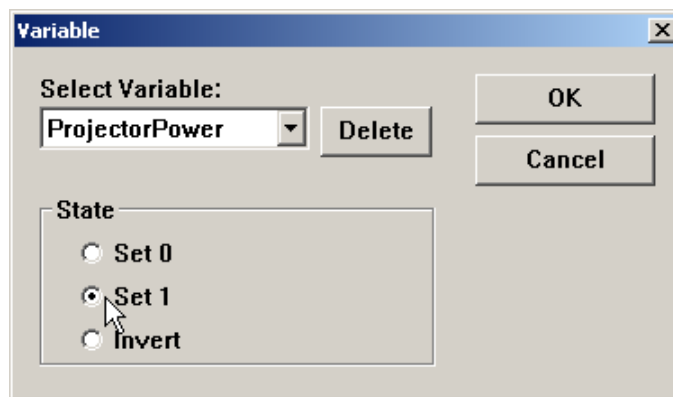 Variable
Select Variable:
ProjectorPower
Delete
OK
Cancel
State
Set 0
Set 1
Invert